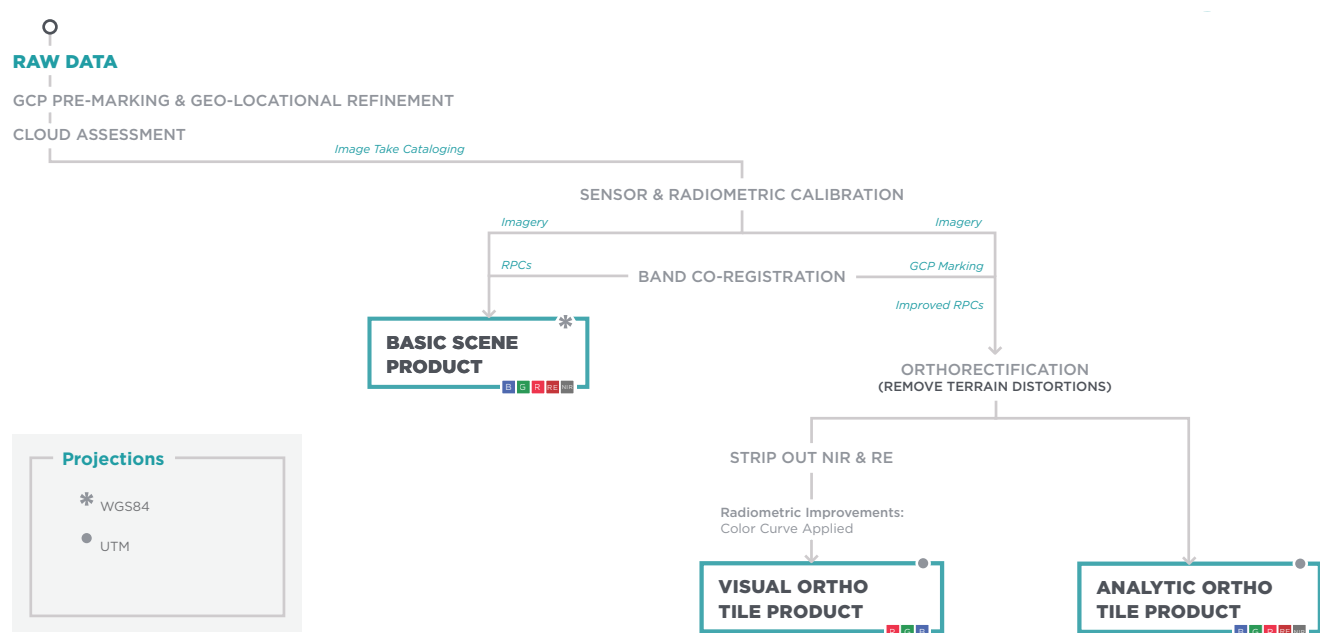 RAW DATA
GCP PRE-MARKING & GEO-LOCATIONAL REFINEMENT
CLOUD ASSESSMENT
Image Take Cataloging
SENSOR & RADIOMETRIC CALIBRATION
Imagery
Imagery
RPCs
BAND CO-REGISTRATION
GCP Marking
Improved RPCs
*
BASIC SCENE
PRODUCT
B G R RE NIR
ORTHORECTIFICATION
(REMOVE TERRAIN DISTORTIONS)
Projections
* WGS84
UTM
STRIP OUT NIR & RE
Radiometric Improvements:
Color Curve Applied
VISUAL ORTHO
TILE PRODUCT
R G B
ANALYTIC ORTHO
TILE PRODUCT
B G R RE NIR